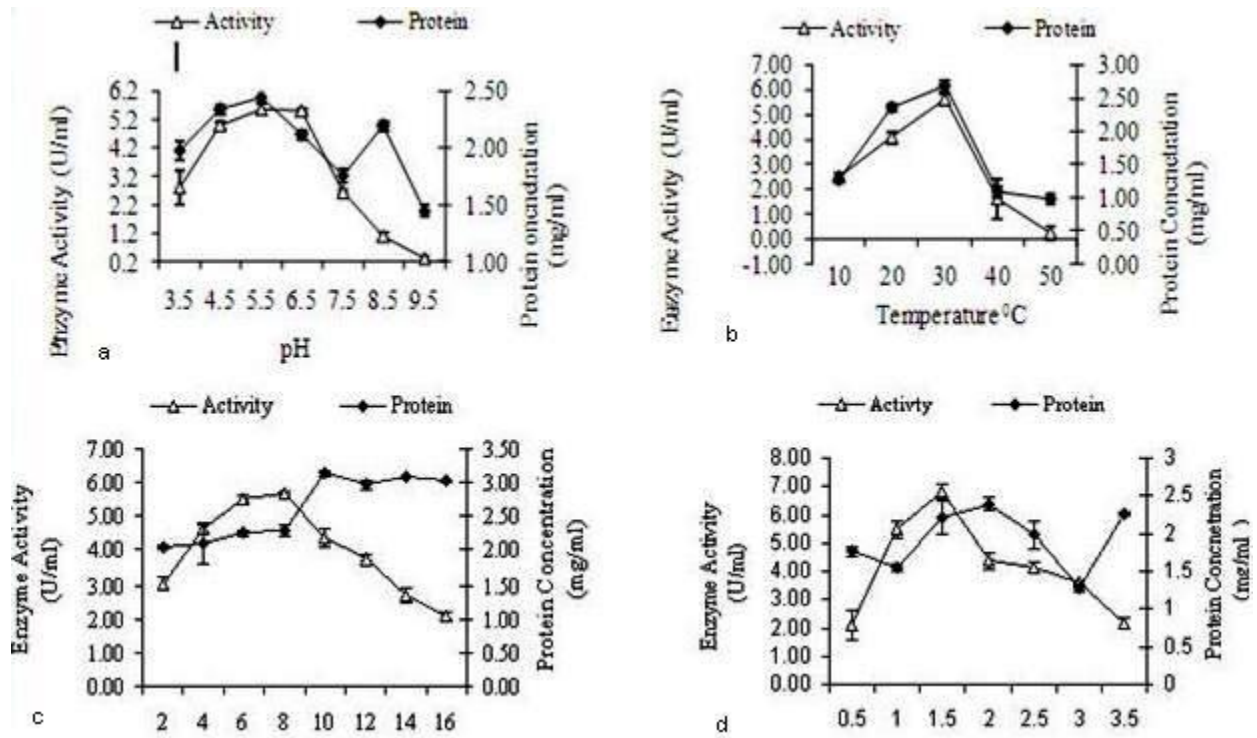 Activity Protein
Enzyme Activity (U/ml)
6.2
5.2
4.2
3.2
2.2
1.2
0.2
2.50
2.00
1.50
1.00
Protein oncndration
(mg/ml)
3.5 4.5 5.5 6.5 7.5 8.5 9.5
pH
a
Activity Protein
Enzyme Activity (U/ml)
7.00
6.00
5.00
4.00
3.00
2.00
1.00
0.00
-1.00
3.00
2.50
2.00
1.50
1.00
0.50
0.00
Protein Concnetration
(mg/ml)
10 20 30 40 50
Temperature ⁰C
b
Activity Protein
Enzyme Activity
(U/ml)
7.00
6.00
5.00
4.00
3.00
2.00
1.00
0.00
3.50
3.00
2.50
2.00
1.50
1.00
0.50
0.00
Protein Concentration
(mg/ml)
2 4 6 8 10 12 14 16
c
Activty Protein
Enzyme Activity
(U/ml)
8.00
7.00
6.00
5.00
4.00
3.00
2.00
1.00
0.00
3
2.5
2
1.5
1
0.5
0
Protein Concnetration
(mg/ml)
0.5 1 1.5 2 2.5 3 3.5
d